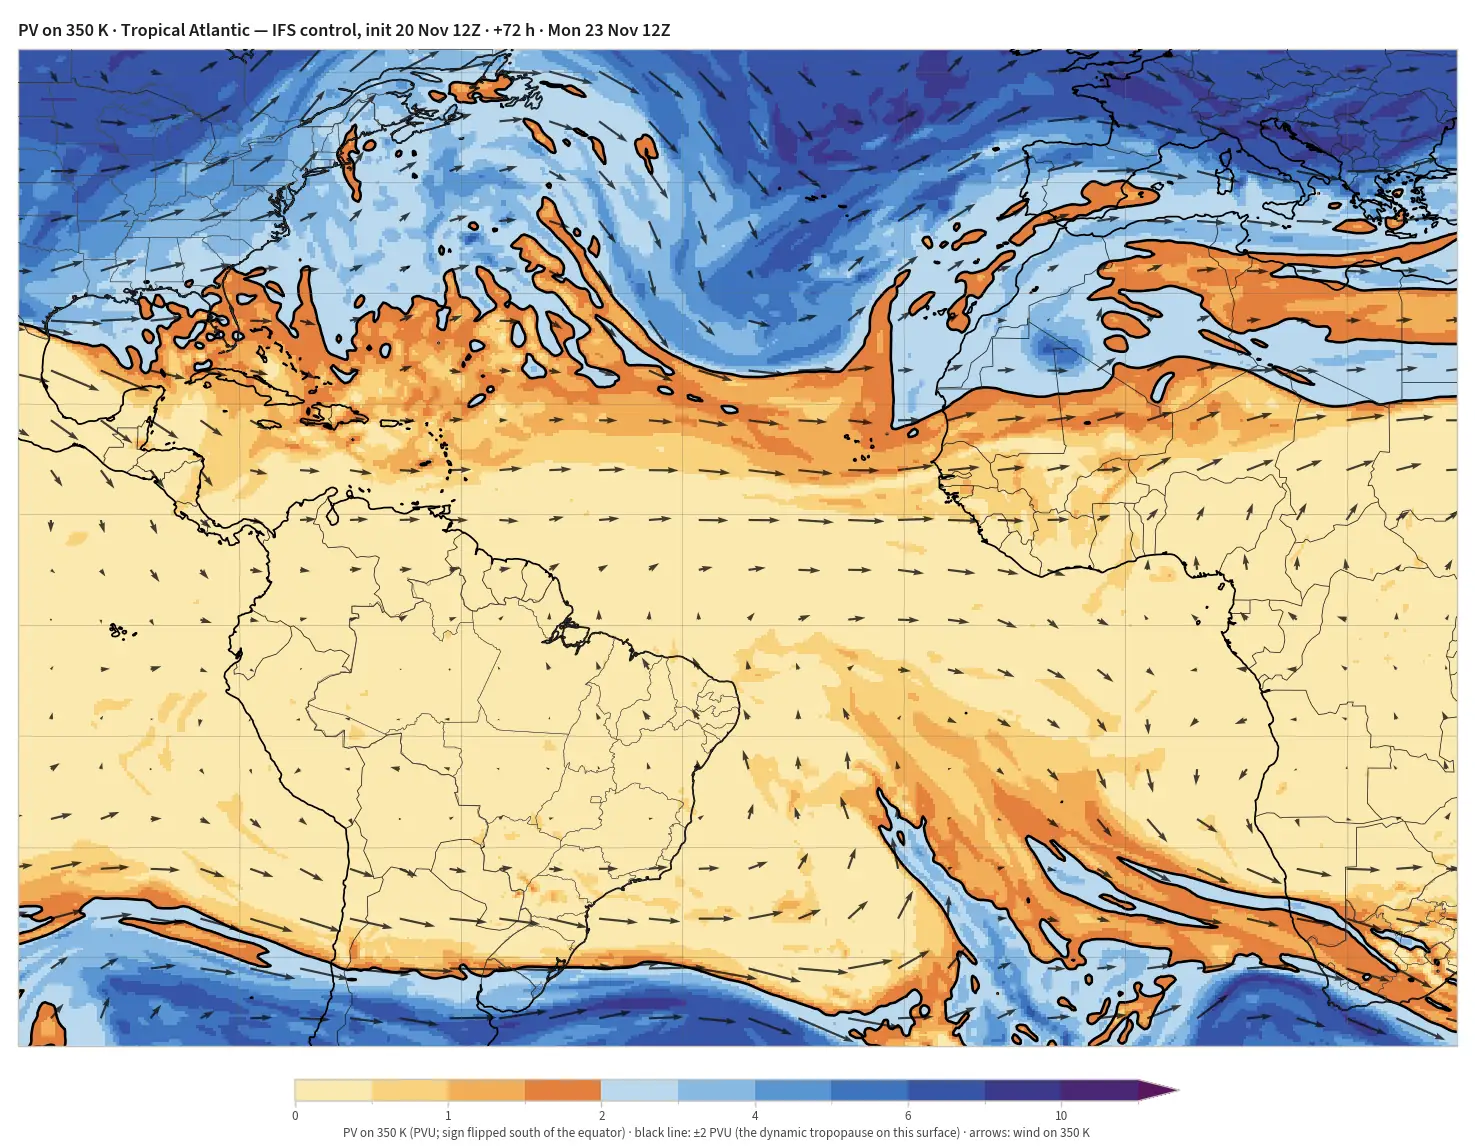 PV on 350 K · Tropical Atlantic — IFS control, init 20 Nov 12Z · +72 h · Mon 23 Nov 12Z
0 1 2 4 6 10
PV on 350 K (PVU; sign flipped south of the equator) · black line: ±2 PVU (the dynamic tropopause on this surface) · arrows: wind on 350 K